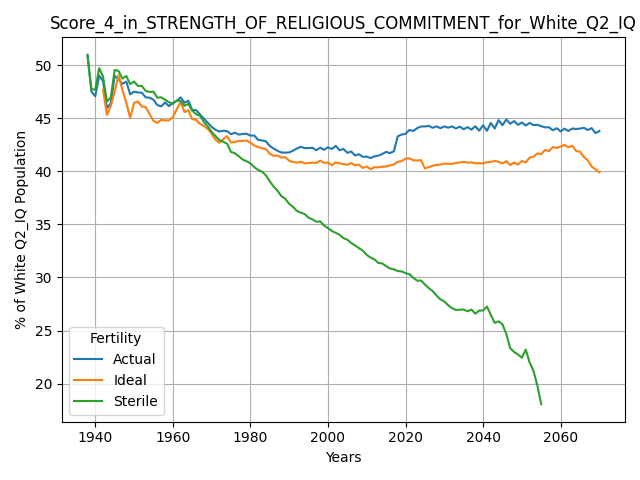 Score_4_in_STRENGTH_OF_RELIGIOUS_COMMITMENT_for_White_Q2_IQ
% of White Q2_IQ Population
50
45
40
35
30
25
20
Fertility
Actual
Ideal
Sterile
1940 1960 1980 2000 2020 2040 2060
Years